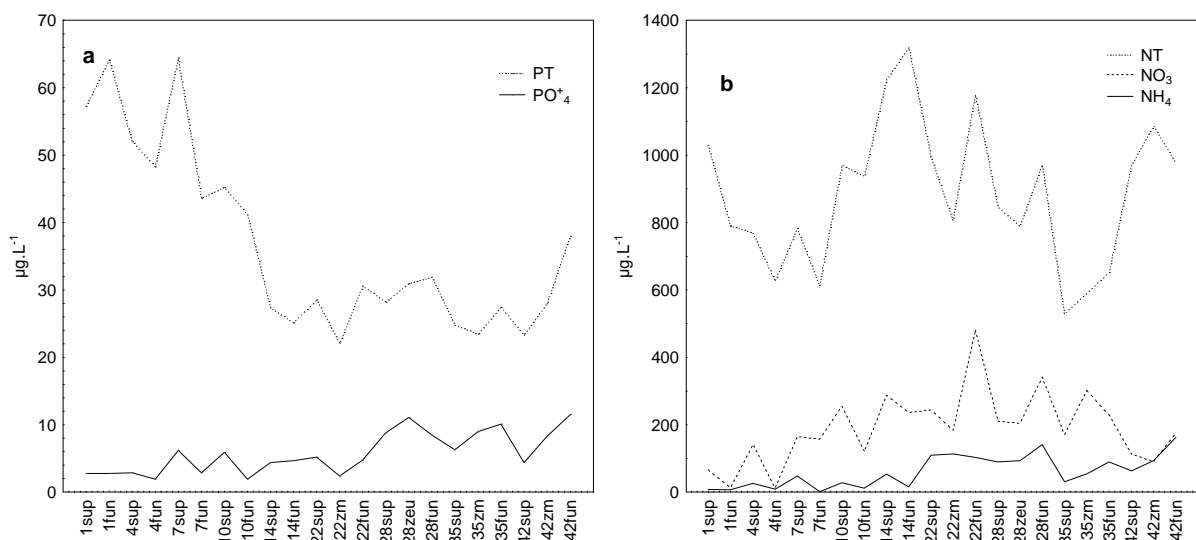 a
70
60
50
40
30
20
10
0
µg.L-1
PT
PO+4
1sup
1fun
4sup
4fun
7sup
7fun
10sup
10fun
14sup
14fun
22sup
22zm
22fun
28sup
28zeu
28fun
35sup
35zm
35fun
42sup
42zm
42fun
b
1400
1200
1000
800
600
400
200
0
µg.L-1
NT
NO3
NH4
1sup
1fun
4sup
4fun
7sup
7fun
10sup
10fun
14sup
14fun
22sup
22zm
22fun
28sup
28zeu
28fun
35sup
35zm
35fun
42sup
42zm
42fun